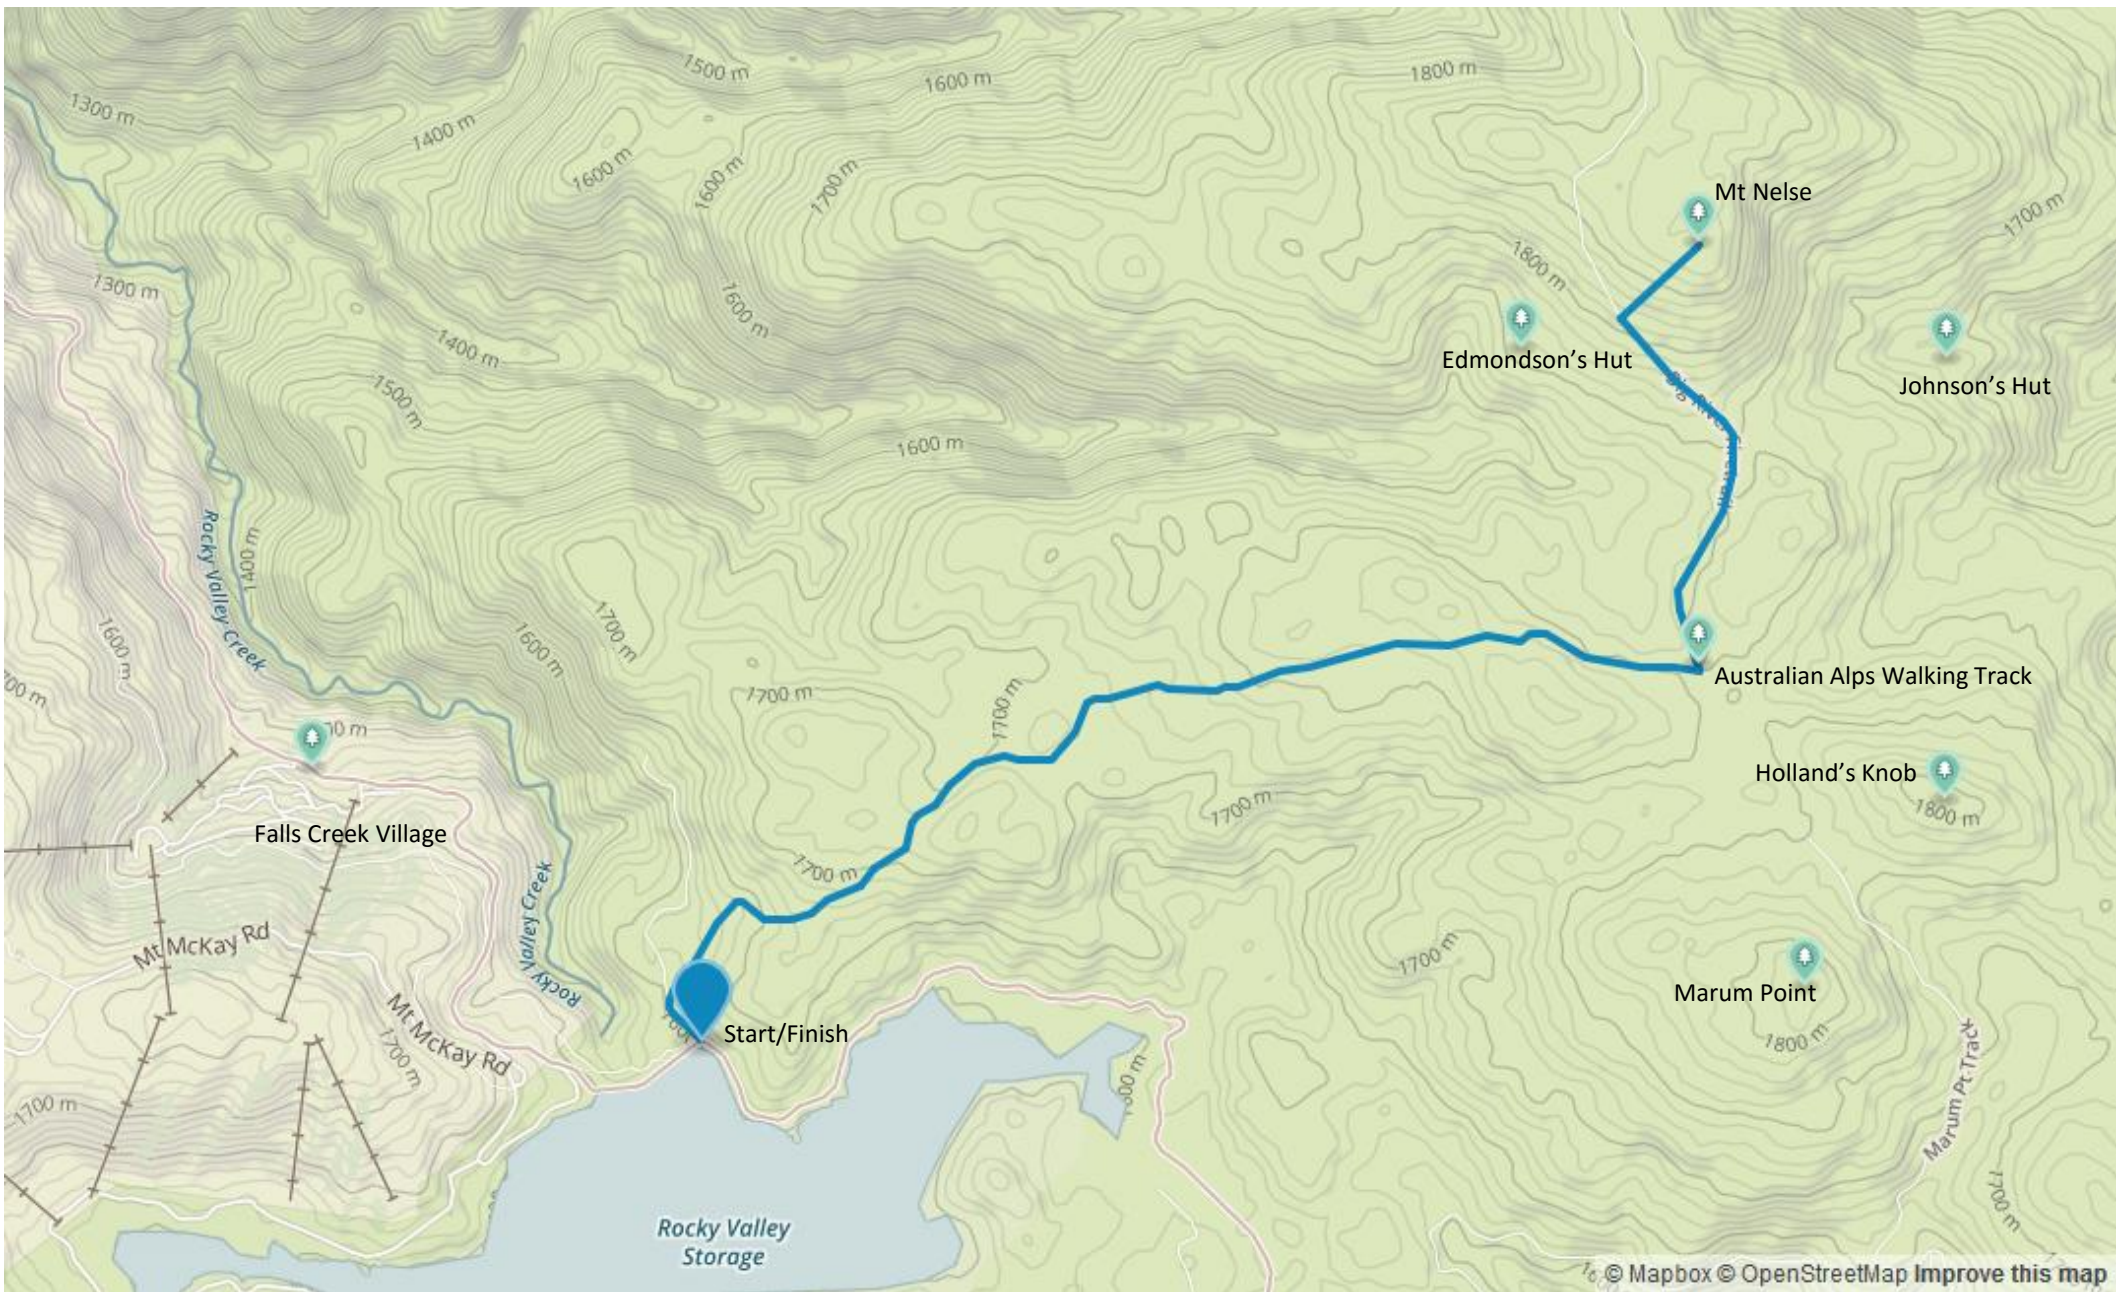 1500 m
1600 m
1800 m
1300 m
1400 m
1600 m
1600 m
1700 m
Mt Nelse
1700 m
1800 m
1300 m
1600 m
1400 m
Edmondson's Hut
Johnson's Hut
1500 m
1600 m
Rocky Valley Creek
1400 m
1600 m
1700 m
1600 m
Australian Alps Walking Track
1700 m
1700 m
Holland's Knob
1800 m
1700 m
Falls Creek Village
1700 m
Rocky Valley Creek
Mt McKay Rd
1700 m
Marum Point
Mt McKay Rd
1700 m
Start/Finish
1800 m
Marum Pt Track
1700 m
1700 m
Rocky Valley
Storage
© Mapbox © OpenStreetMap Improve this map